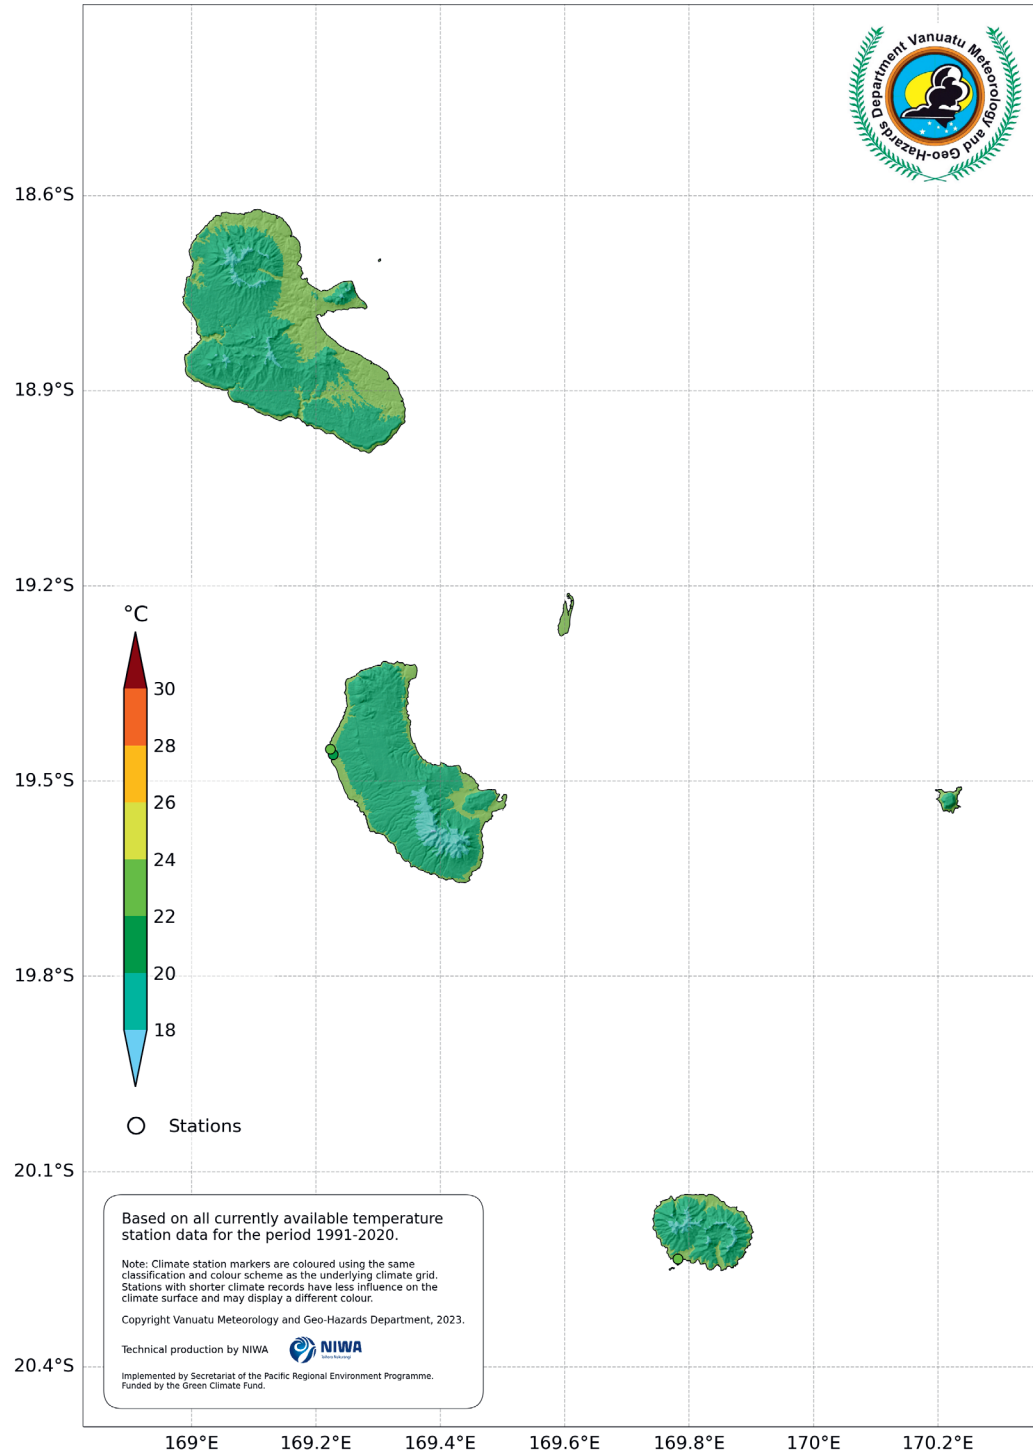 Vanuatu Meteorology and Geo-Hazards Department
18.6°S
18.9°S
19.2°S
°C
30
28
26
24
22
20
18
19.5°S
19.8°S
Stations
20.1°S
Based on all currently available temperature
station data for the period 1991-2020.
Note: Climate station markers are coloured using the same
classification and colour scheme as the underlying climate grid.
Stations with shorter climate records have less influence on the
climate surface and may display a different colour.
Copyright Vanuatu Meteorology and Geo-Hazards Department, 2023.
Technical production by NIWA
NIWA
Taihoro Nukurangi
Implemented by Secretariat of the Pacific Regional Environment Programme.
Funded by the Green Climate Fund.
20.4°S
169°E 169.2°E 169.4°E 169.6°E 169.8°E 170°E 170.2°E